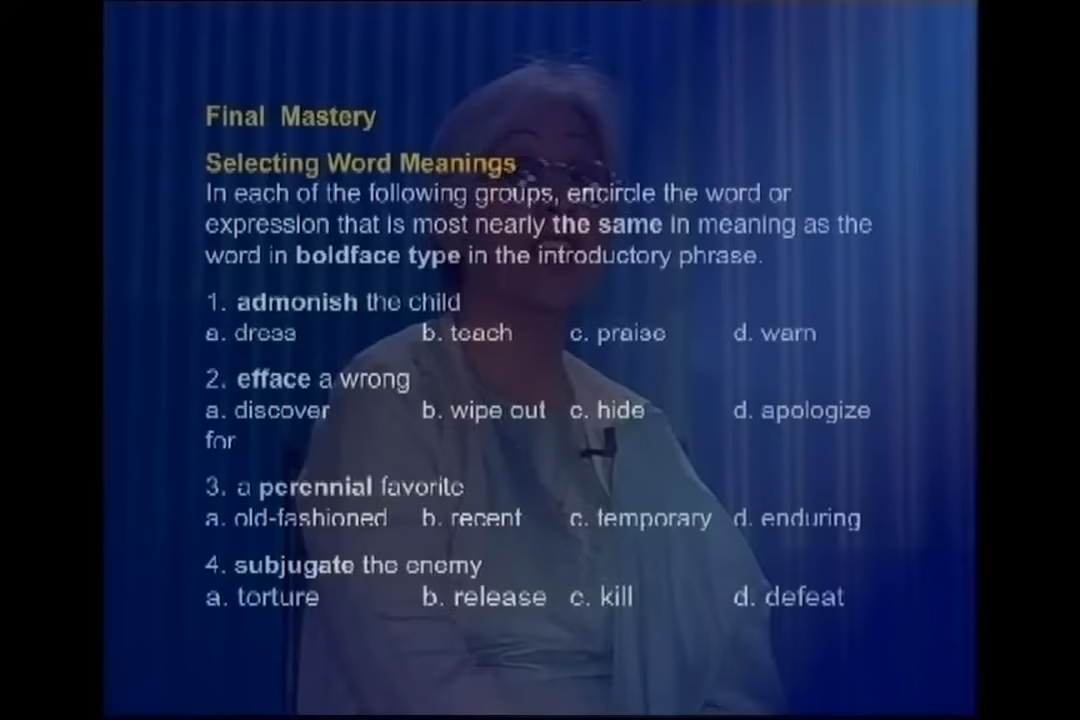 Final Mastery
Selecting Word Meanings
In each of the following groups, encircle the word or
expression that is most nearly the same in meaning as the
word in boldface type in the introductory phrase.
1. admonish the child
a. dress b. teach c. praise d. warn
2. efface a wrong
a. discover b. wipe out c. hide d. apologize
for
3. a perennial favorite
a. old-fashioned b. recent c. temporary d. enduring
4. subjugate the enemy
a. torture b. release c. kill d. defeat